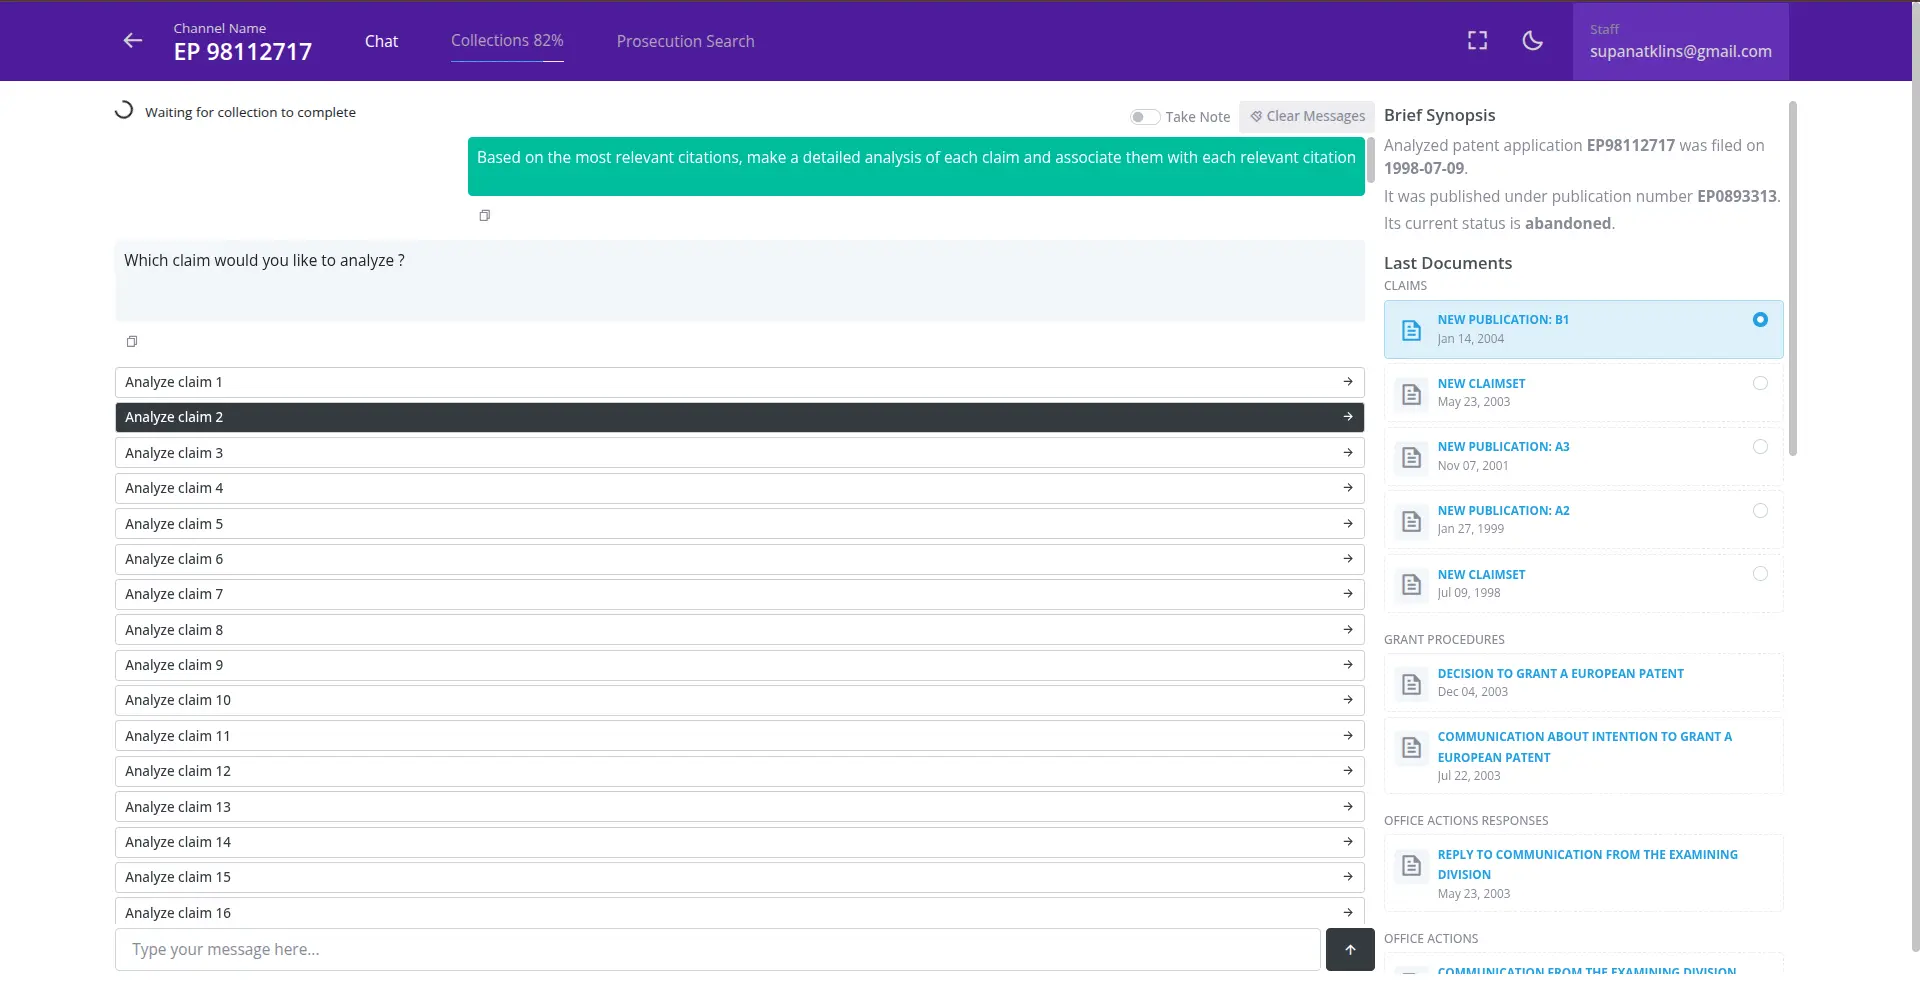 Channel Name
EP 98112717
Chat
Collections 82%
Prosecution Search
Staff
supanatklins@gmail.com
Waiting for collection to complete
Take Note
Clear Messages
Based on the most relevant citations, make a detailed analysis of each claim and associate them with each relevant citation
Which claim would you like to analyze ?
Analyze claim 1
Analyze claim 2
Analyze claim 3
Analyze claim 4
Analyze claim 5
Analyze claim 6
Analyze claim 7
Analyze claim 8
Analyze claim 9
Analyze claim 10
Analyze claim 11
Analyze claim 12
Analyze claim 13
Analyze claim 14
Analyze claim 15
Analyze claim 16
Type your message here...
Brief Synopsis
Analyzed patent application EP98112717 was filed on
1998-07-09.
It was published under publication number EP0893313.
Its current status is abandoned.
Last Documents
CLAIMS
NEW PUBLICATION: B1
Jan 14, 2004
NEW CLAIMSET
May 23, 2003
NEW PUBLICATION: A3
Nov 07, 2001
NEW PUBLICATION: A2
Jan 27, 1999
NEW CLAIMSET
Jul 09, 1998
GRANT PROCEDURES
DECISION TO GRANT A EUROPEAN PATENT
Dec 04, 2003
COMMUNICATION ABOUT INTENTION TO GRANT A
EUROPEAN PATENT
Jul 22, 2003
OFFICE ACTIONS RESPONSES
REPLY TO COMMUNICATION FROM THE EXAMINING
DIVISION
May 23, 2003
OFFICE ACTIONS
COMMUNICATION FROM THE EXAMINING DIVISION